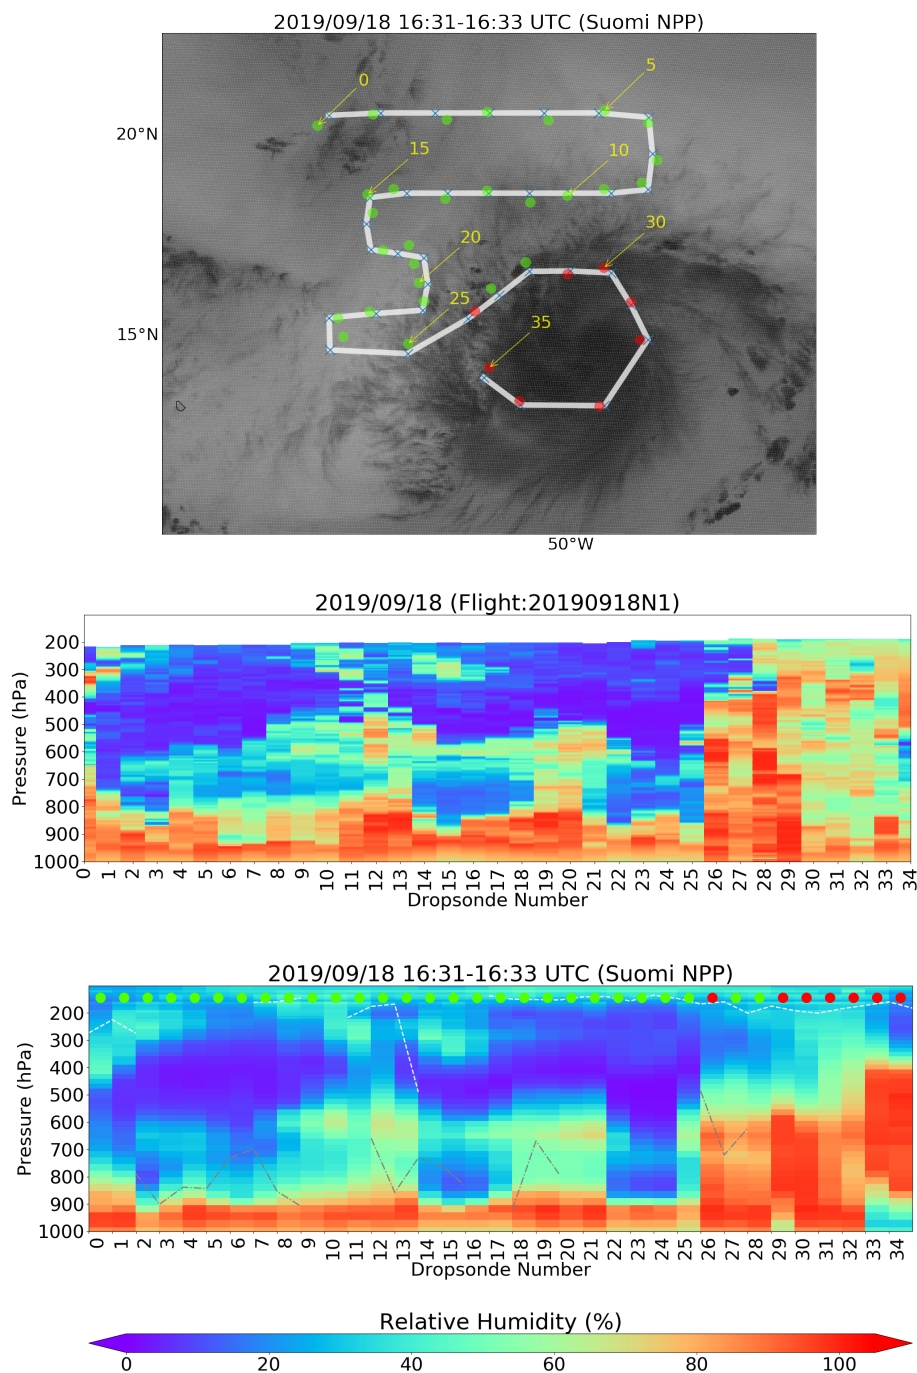 2019/09/18 16:31-16:33 UTC (Suomi NPP)
0
5
20°N
15
10
30
20
25
35
15°N
50°W
2019/09/18 (Flight:20190918N1)
Pressure (hPa)
200
300
400
500
600
700
800
900
1000
0 1 2 3 4 5 6 7 8 9 10 11 12 13 14 15 16 17 18 19 20 21 22 23 24 25 26 27 28 29 30 31 32 33 34
Dropsonde Number
2019/09/18 16:31-16:33 UTC (Suomi NPP)
Pressure (hPa)
200
300
400
500
600
700
800
900
1000
0 1 2 3 4 5 6 7 8 9 10 11 12 13 14 15 16 17 18 19 20 21 22 23 24 25 26 27 28 29 30 31 32 33 34
Dropsonde Number
Relative Humidity (%)
0 20 40 60 80 100